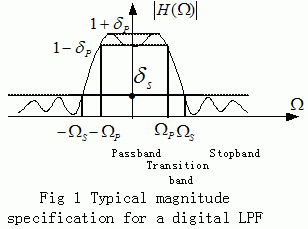 1+δ_P |H(Ω)|
1−δ_P
δ_S
Ω
−Ω_S −Ω_P Ω_P Ω_S
Passband Stopband
Transition
band
Fig 1 Typical magnitude
specification for a digital LPF